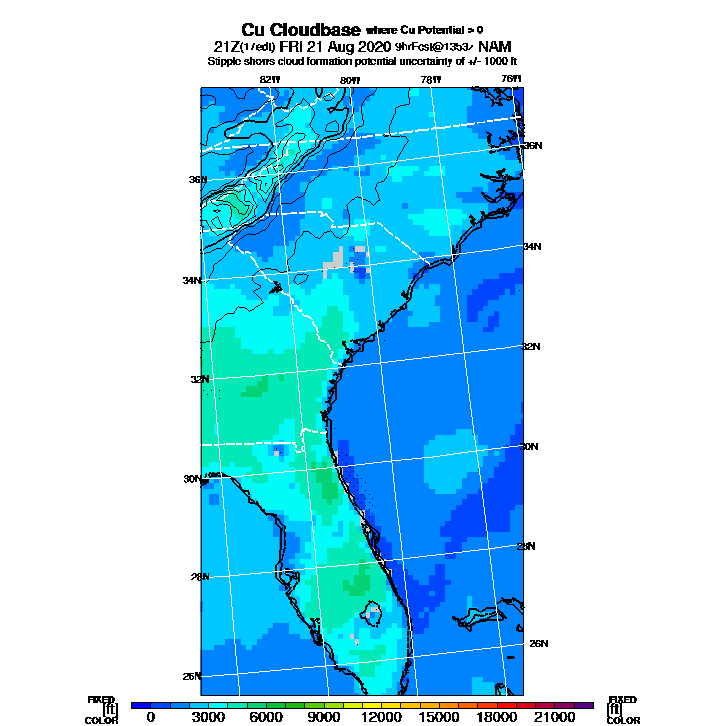 Cu Cloudbase where Cu Potential > 0
21Z(17edt) FRI 21 Aug 2020 9hrFcst@1353z NAM
Stipple shows cloud formation potential uncertainty of +/- 1000 ft
82W 80W 78W 76W
36N
36N
34N
34N
32N
32N
30N
30N
28N
28N
26N
26N
FIXED FIXED
[ft] [ft]
COLOR 0 3000 6000 9000 12000 15000 18000 21000 COLOR